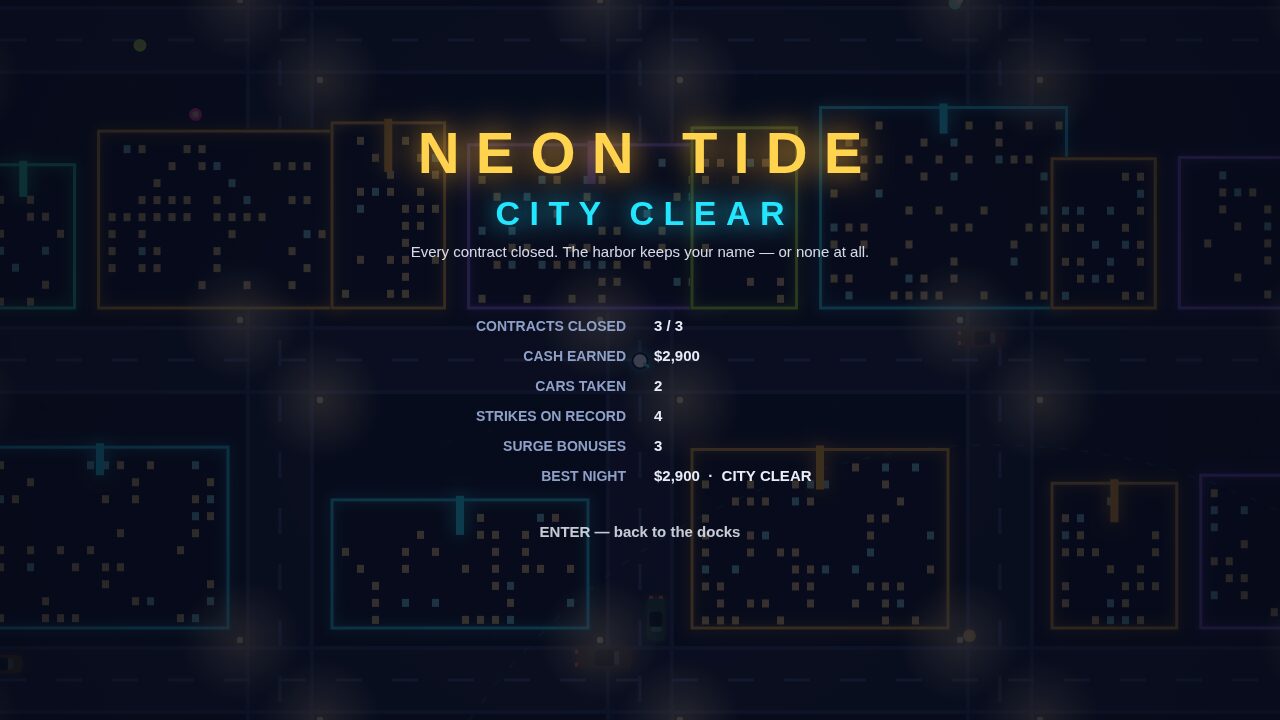 NEON TIDE
CITY CLEAR
Every contract closed. The harbor keeps your name — or none at all.
CONTRACTS CLOSED 3 / 3
CASH EARNED $2,900
CARS TAKEN 2
STRIKES ON RECORD 4
SURGE BONUSES 3
BEST NIGHT $2,900 · CITY CLEAR
ENTER — back to the docks